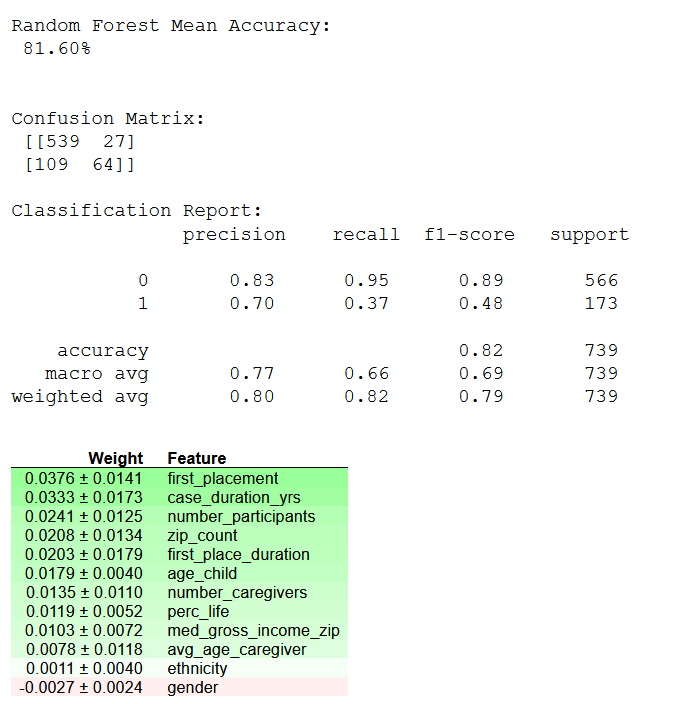 Random Forest Mean Accuracy:
81.60%
Confusion Matrix:
[[539 27]
[109 64]]
Classification Report:
precision recall f1-score support
0 0.83 0.95 0.89 566
1 0.70 0.37 0.48 173
accuracy 0.82 739
macro avg 0.77 0.66 0.69 739
weighted avg 0.80 0.82 0.79 739
Weight Feature
0.0376 ± 0.0141 first_placement
0.0333 ± 0.0173 case_duration_yrs
0.0241 ± 0.0125 number_participants
0.0208 ± 0.0134 zip_count
0.0203 ± 0.0179 first_place_duration
0.0179 ± 0.0040 age_child
0.0135 ± 0.0110 number_caregivers
0.0119 ± 0.0052 perc_life
0.0103 ± 0.0072 med_gross_income_zip
0.0078 ± 0.0118 avg_age_caregiver
0.0011 ± 0.0040 ethnicity
-0.0027 ± 0.0024 gender